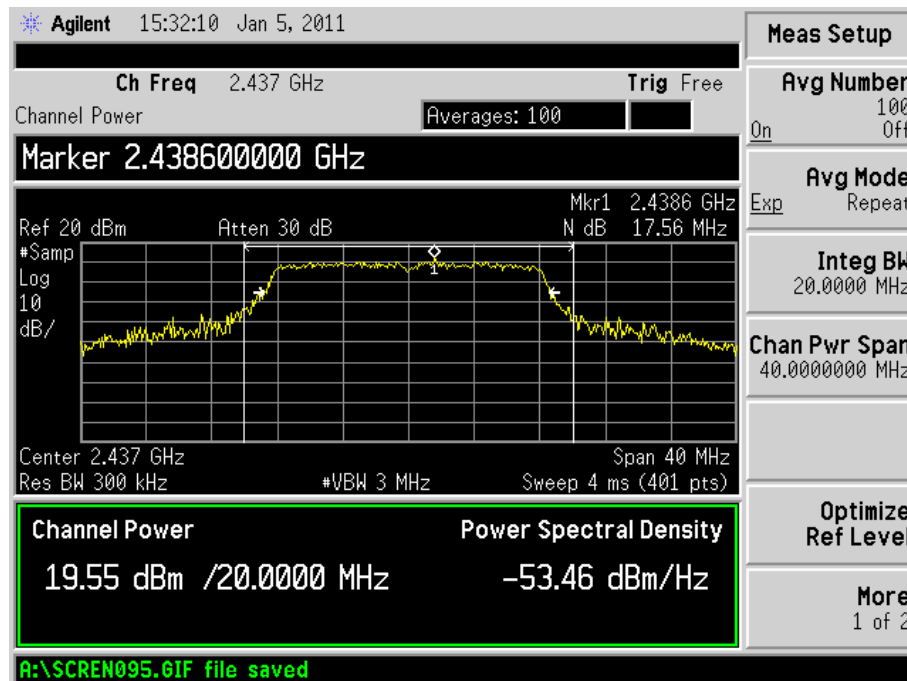 Agilent 15:32:10 Jan 5, 2011
Meas Setup
Ch Freq 2.437 GHz Trig Free
Channel Power Averages: 100
Marker 2.438600000 GHz
Mkr1 2.4386 GHz
Ref 20 dBm Atten 30 dB N dB 17.56 MHz
#Samp
Log
10
dB/
1
Center 2.437 GHz Span 40 MHz
Res BW 300 kHz #VBW 3 MHz Sweep 4 ms (401 pts)
Channel Power Power Spectral Density
19.55 dBm /20.0000 MHz -53.46 dBm/Hz
A:\SCREN095.GIF file saved
Avg Number
100
On Off
Avg Mode
Exp Repeat
Integ BW
20.0000 MHz
Chan Pwr Span
40.0000000 MHz
Optimize
Ref Level
More
1 of 2